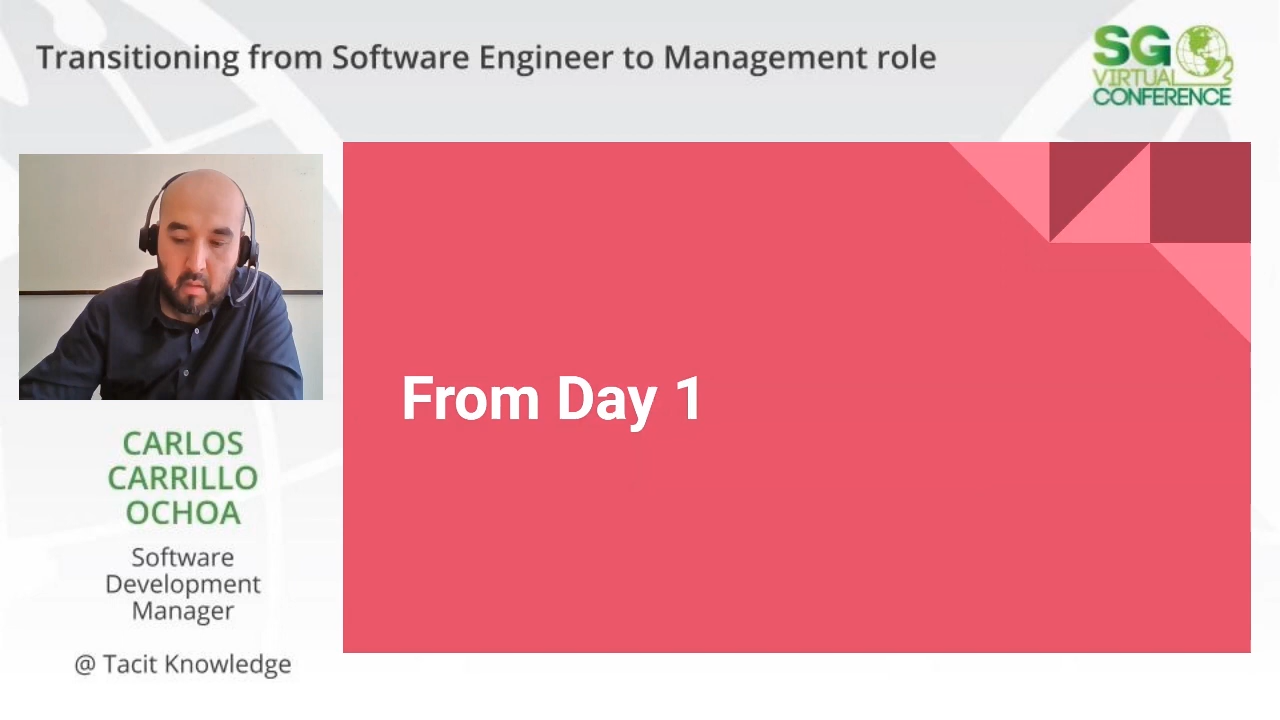 Transitioning from Software Engineer to Management role
SG
VIRTUAL
CONFERENCE
From Day 1
CARLOS
CARRILLO
OCHOA
Software
Development
Manager
@ Tacit Knowledge